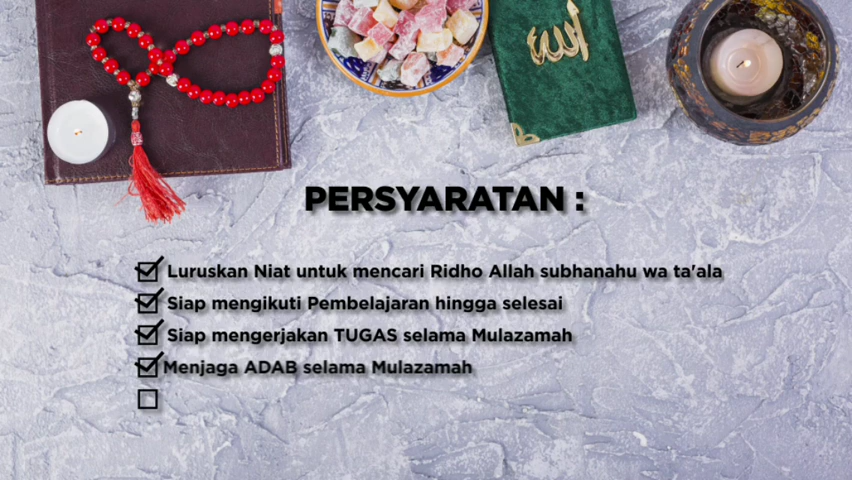 الله
PERSYARATAN :
Luruskan Niat untuk mencari Ridho Allah subhanahu wa ta'ala
Siap mengikuti Pembelajaran hingga selesai
Siap mengerjakan TUGAS selama Mulazamah
Menjaga ADAB selama Mulazamah